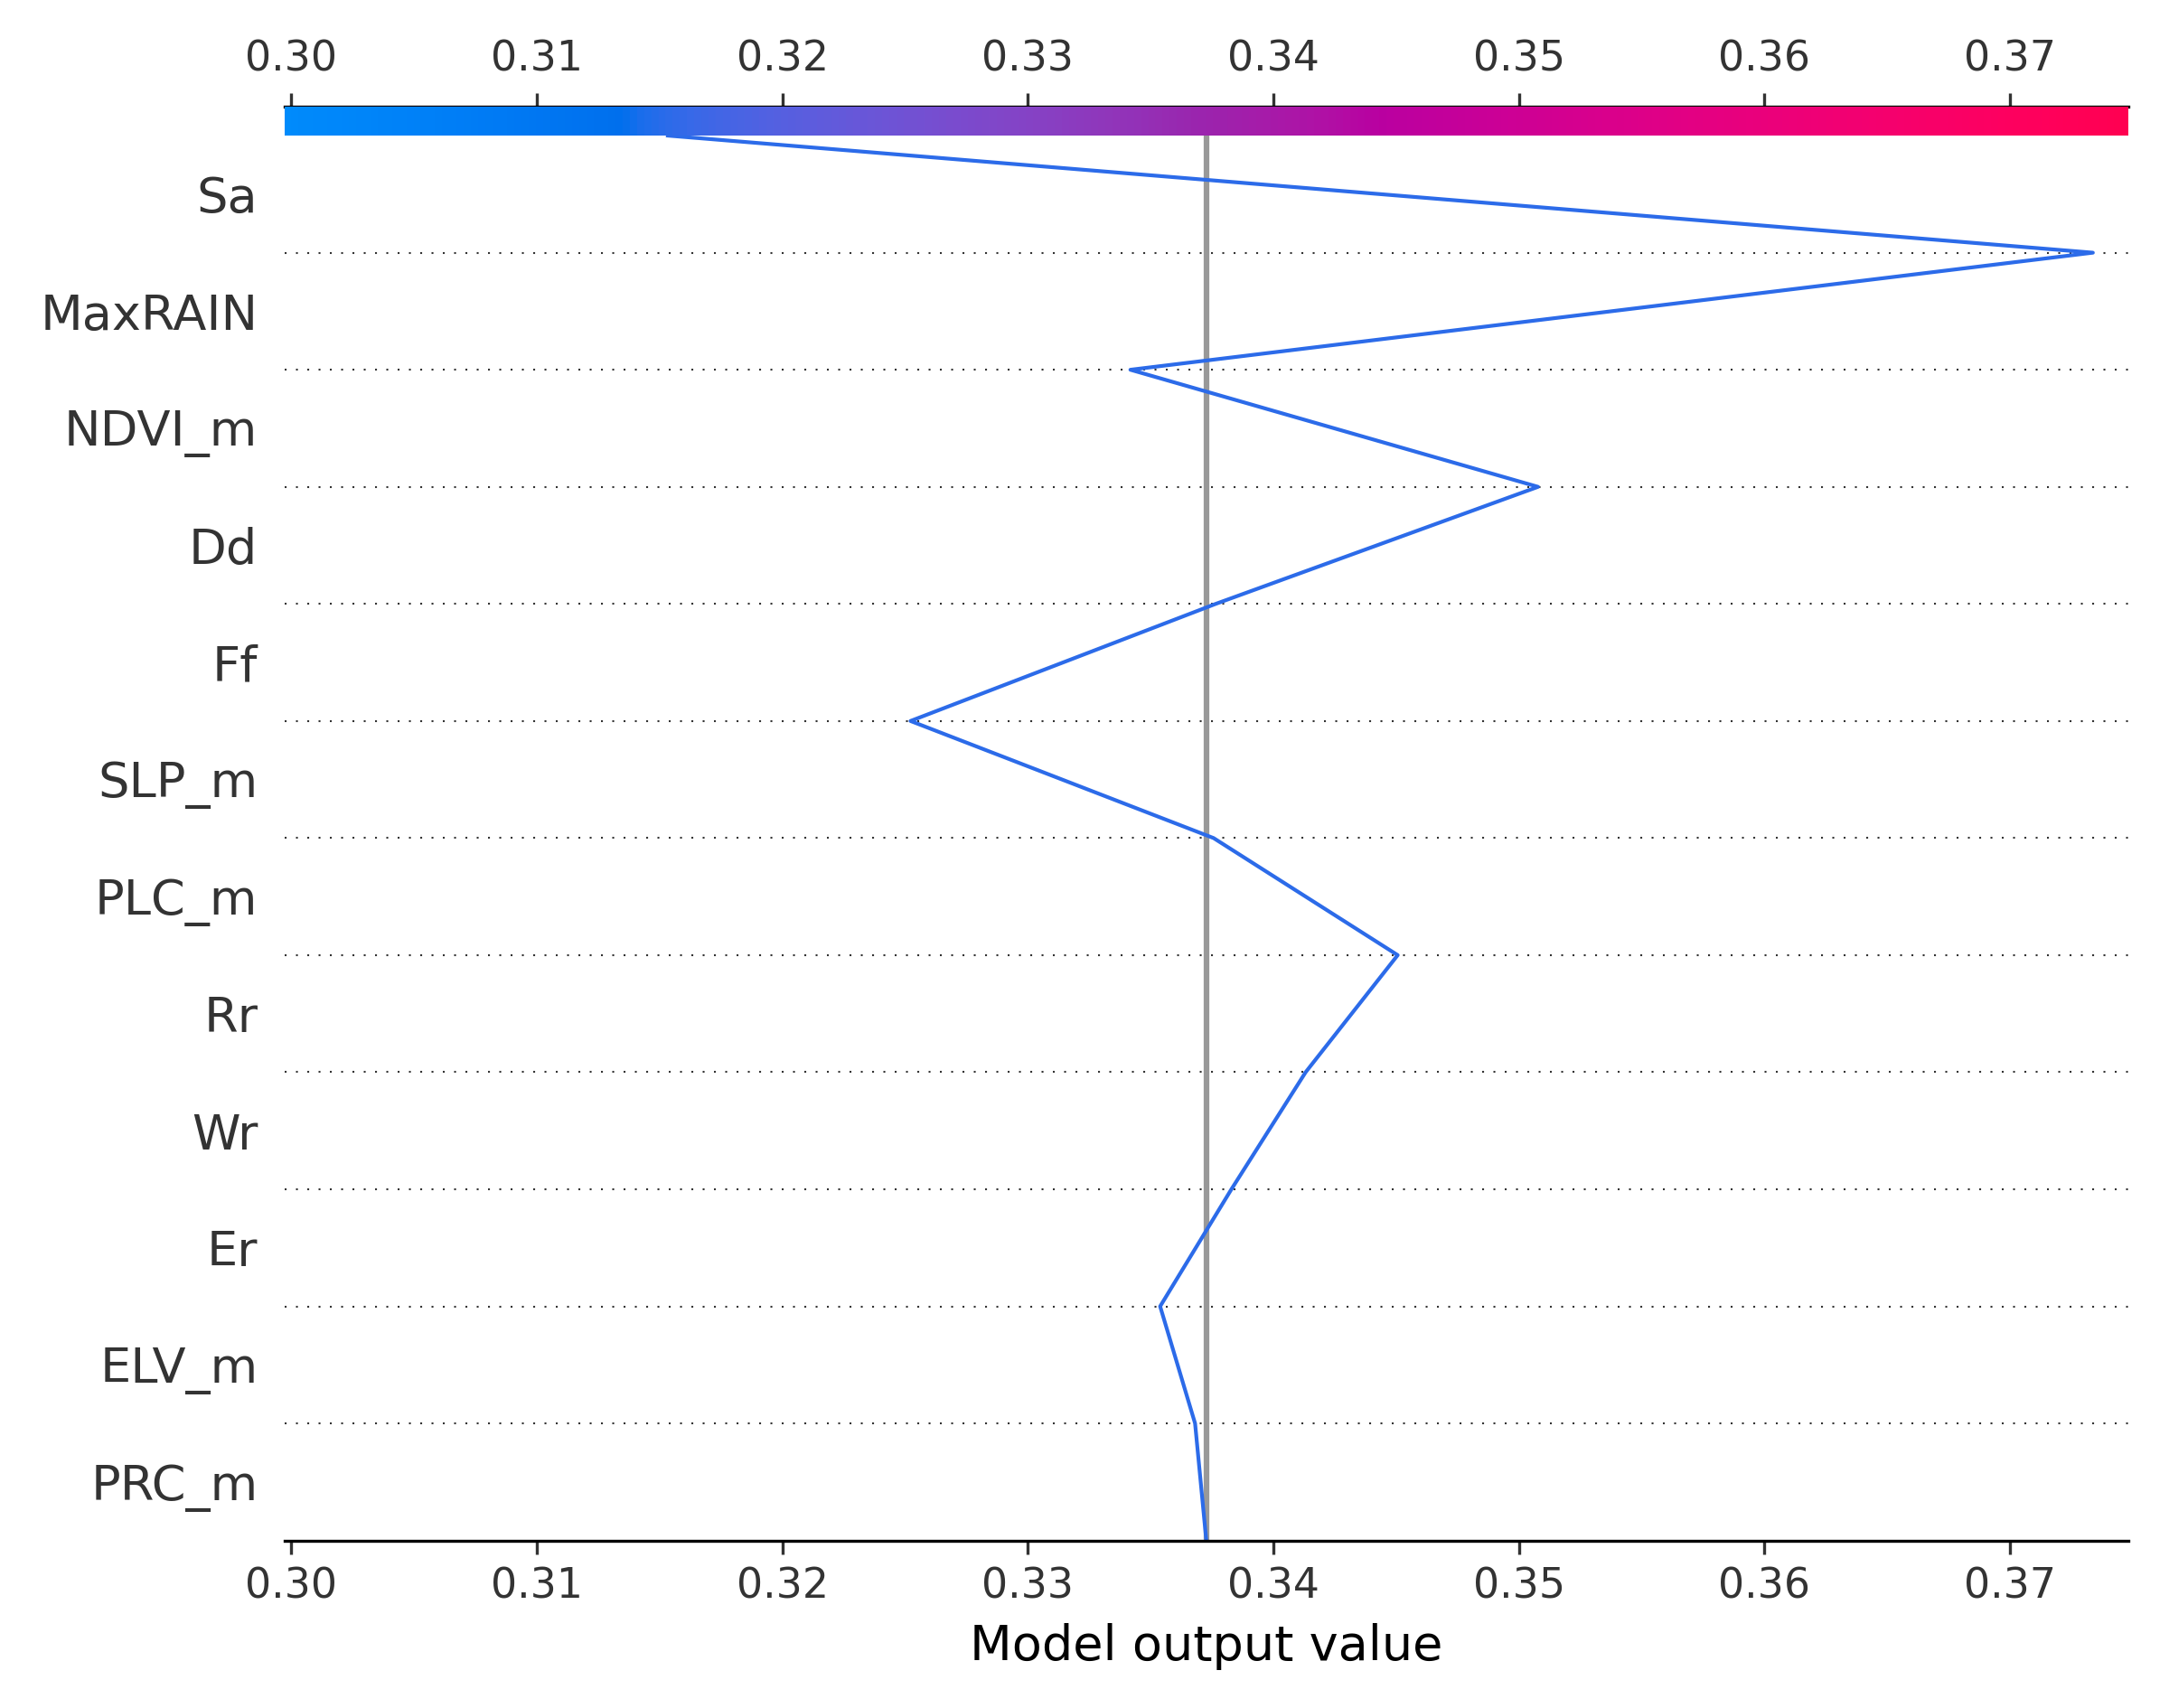 0.30 0.31 0.32 0.33 0.34 0.35 0.36 0.37
Sa
MaxRAIN
NDVI_m
Dd
Ff
SLP_m
PLC_m
Rr
Wr
Er
ELV_m
PRC_m
0.30 0.31 0.32 0.33 0.34 0.35 0.36 0.37
Model output value